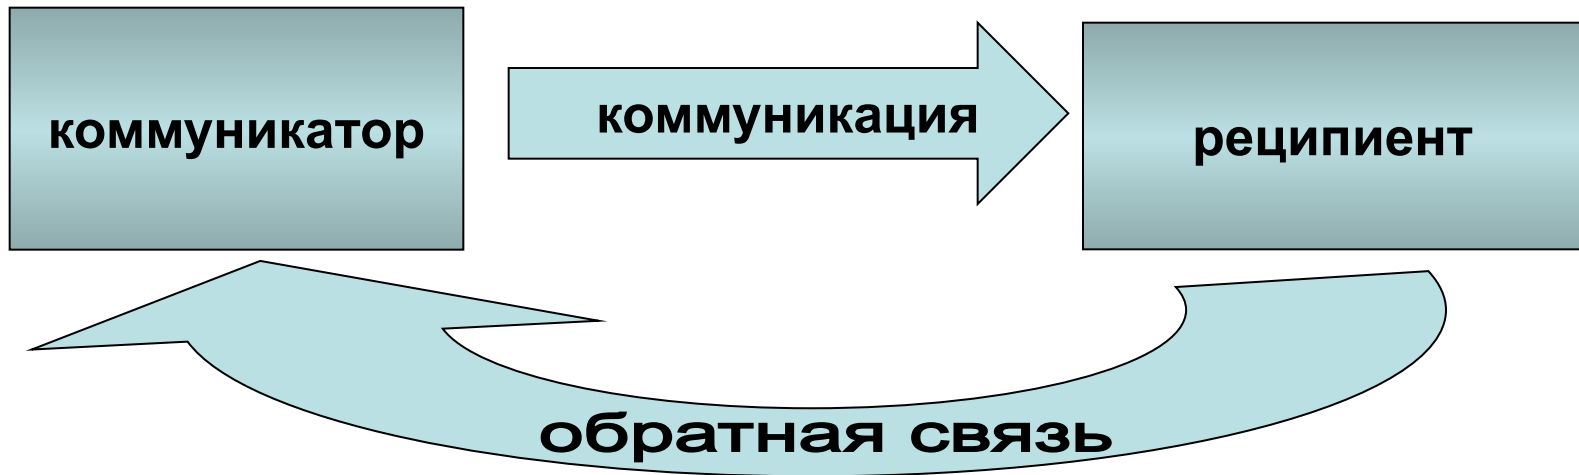 коммуникатор
коммуникация
реципиент
обратная связь